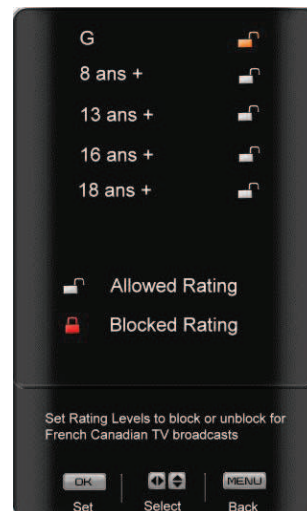 G
8 ans +
13 ans +
16 ans +
18 ans +
Allowed Rating
Blocked Rating
Set Rating Levels to block or unblock for
French Canadian TV broadcasts
OK
MENU
Set
Select
Back